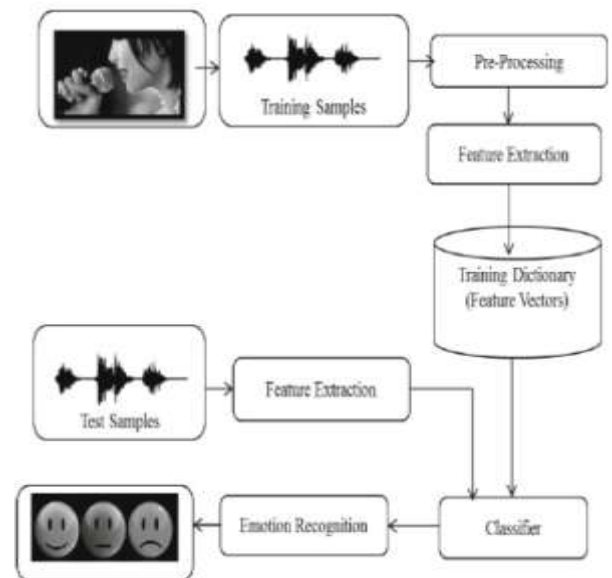 Training Samples
Pre-Processing
Feature Extraction
Training Dictionary
(Feature Vectors)
Test Samples
Feature Extraction
Emotion Recognition
Classifier